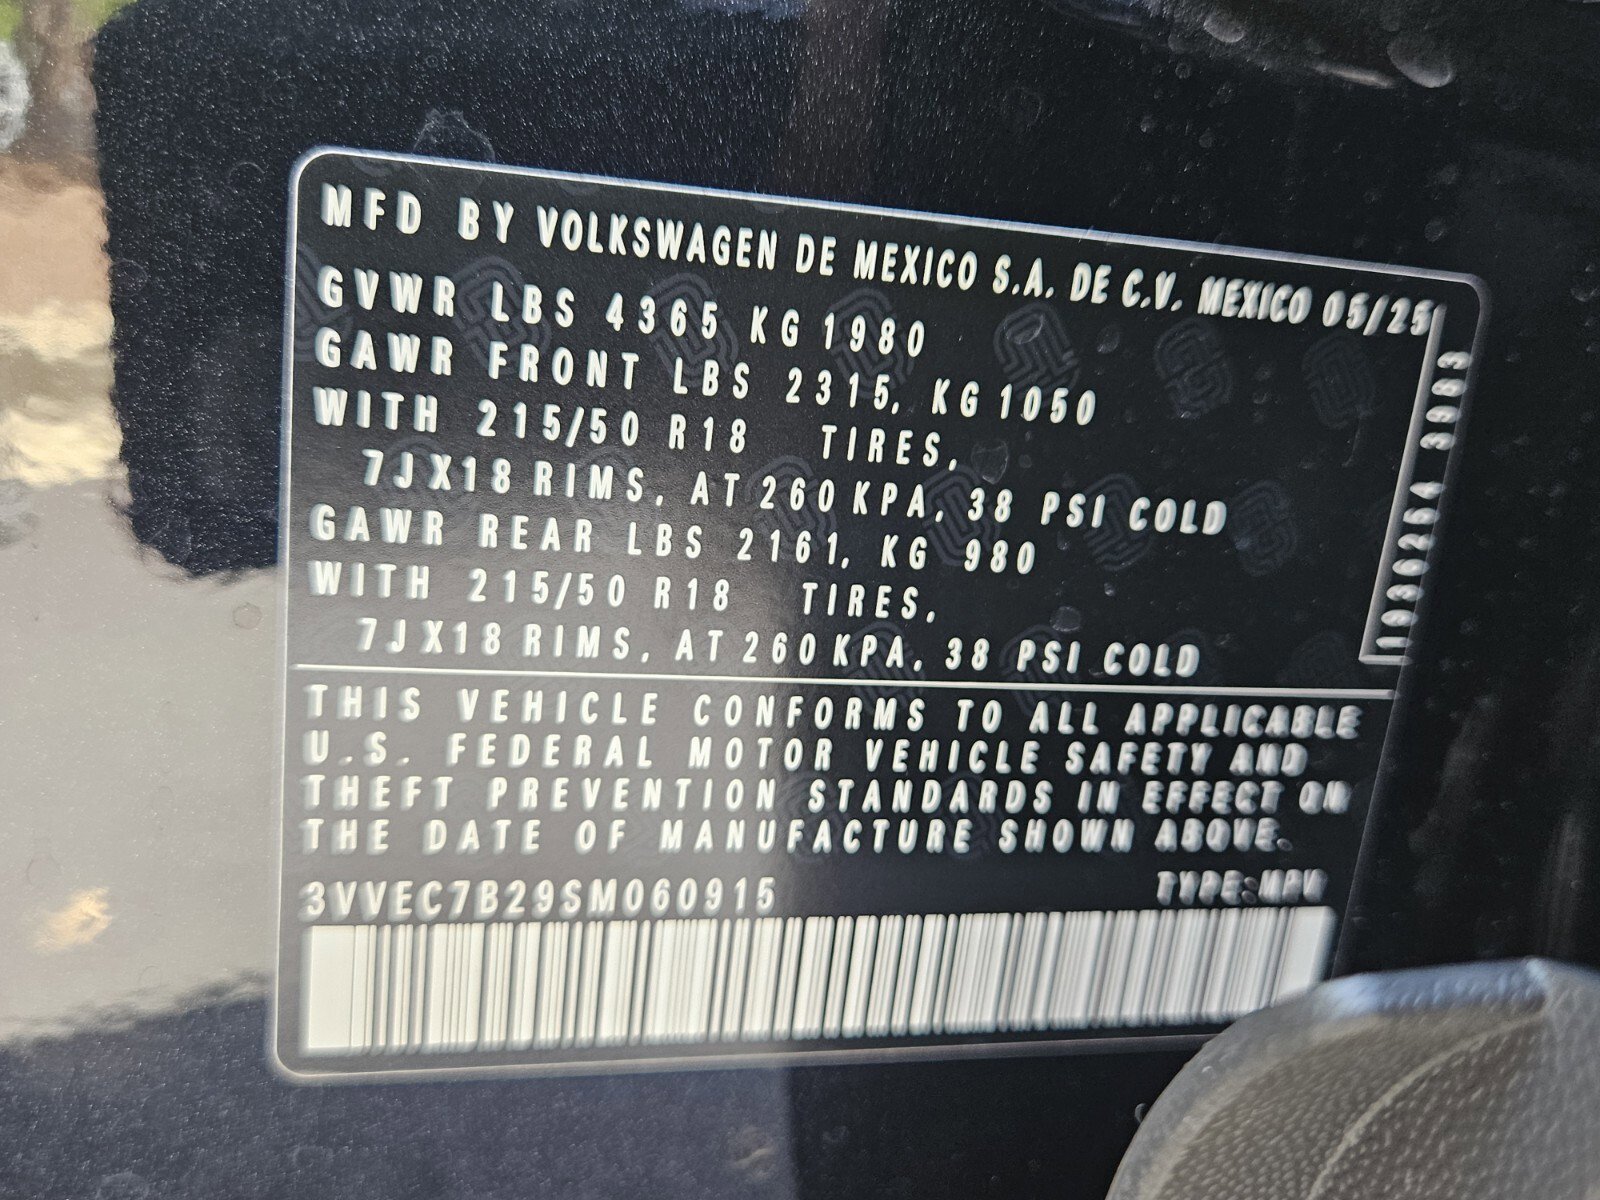 MFD BY VOLKSWAGEN DE MEXICO S.A. DE C.V. MEXICO 05/25
GVWR LBS 4365 KG 1980
GAWR FRONT LBS 2315, KG 1050
WITH 215/50 R18 TIRES,
7JX18 RIMS, AT 260 KPA, 38 PSI COLD
GAWR REAR LBS 2161, KG 980
WITH 215/50 R18 TIRES,
7JX18 RIMS, AT 260 KPA, 38 PSI COLD
THIS VEHICLE CONFORMS TO ALL APPLICABLE
U.S. FEDERAL MOTOR VEHICLE SAFETY AND
THEFT PREVENTION STANDARDS IN EFFECT ON
THE DATE OF MANUFACTURE SHOWN ABOVE.
3VVEC7B29SM060915 TYPE:MPV